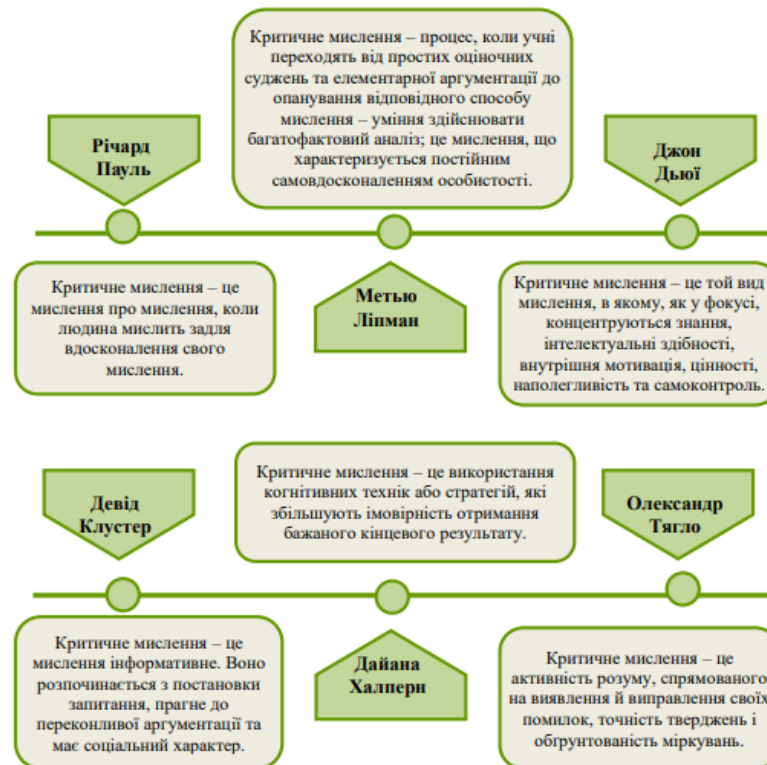 Критичне мислення – процес, коли учні
переходять від простих оціночних
суджень та елементарної аргументації до
опанування відповідного способу
мислення – уміння здійснювати
багатофактовий аналіз; це мислення, що
характеризується постійним
самовдосконаленням особистості.
Річард
Пауль
Джон
Дьюї
Критичне мислення – це
мислення про мислення, коли
людина мислить задля
вдосконалення свого
мислення.
Метью
Ліпман
Критичне мислення – це той вид
мислення, в якому, як у фокусі,
концентруються знання,
інтелектуальні здібності,
внутрішня мотивація, цінності,
наполегливість та самоконтроль.
Девід
Клустер
Критичне мислення – це використання
когнітивних технік або стратегій, які
збільшують імовірність отримання
бажаного кінцевого результату.
Олександр
Тягло
Критичне мислення – це
мислення інформативне. Воно
розпочинається з постановки
запитання, прагне до
переконливої аргументації та
має соціальний характер.
Дайана
Халперн
Критичне мислення – це
активність розуму, спрямованого
на виявлення й виправлення своїх
помилок, точність тверджень і
обґрунтованість міркувань.